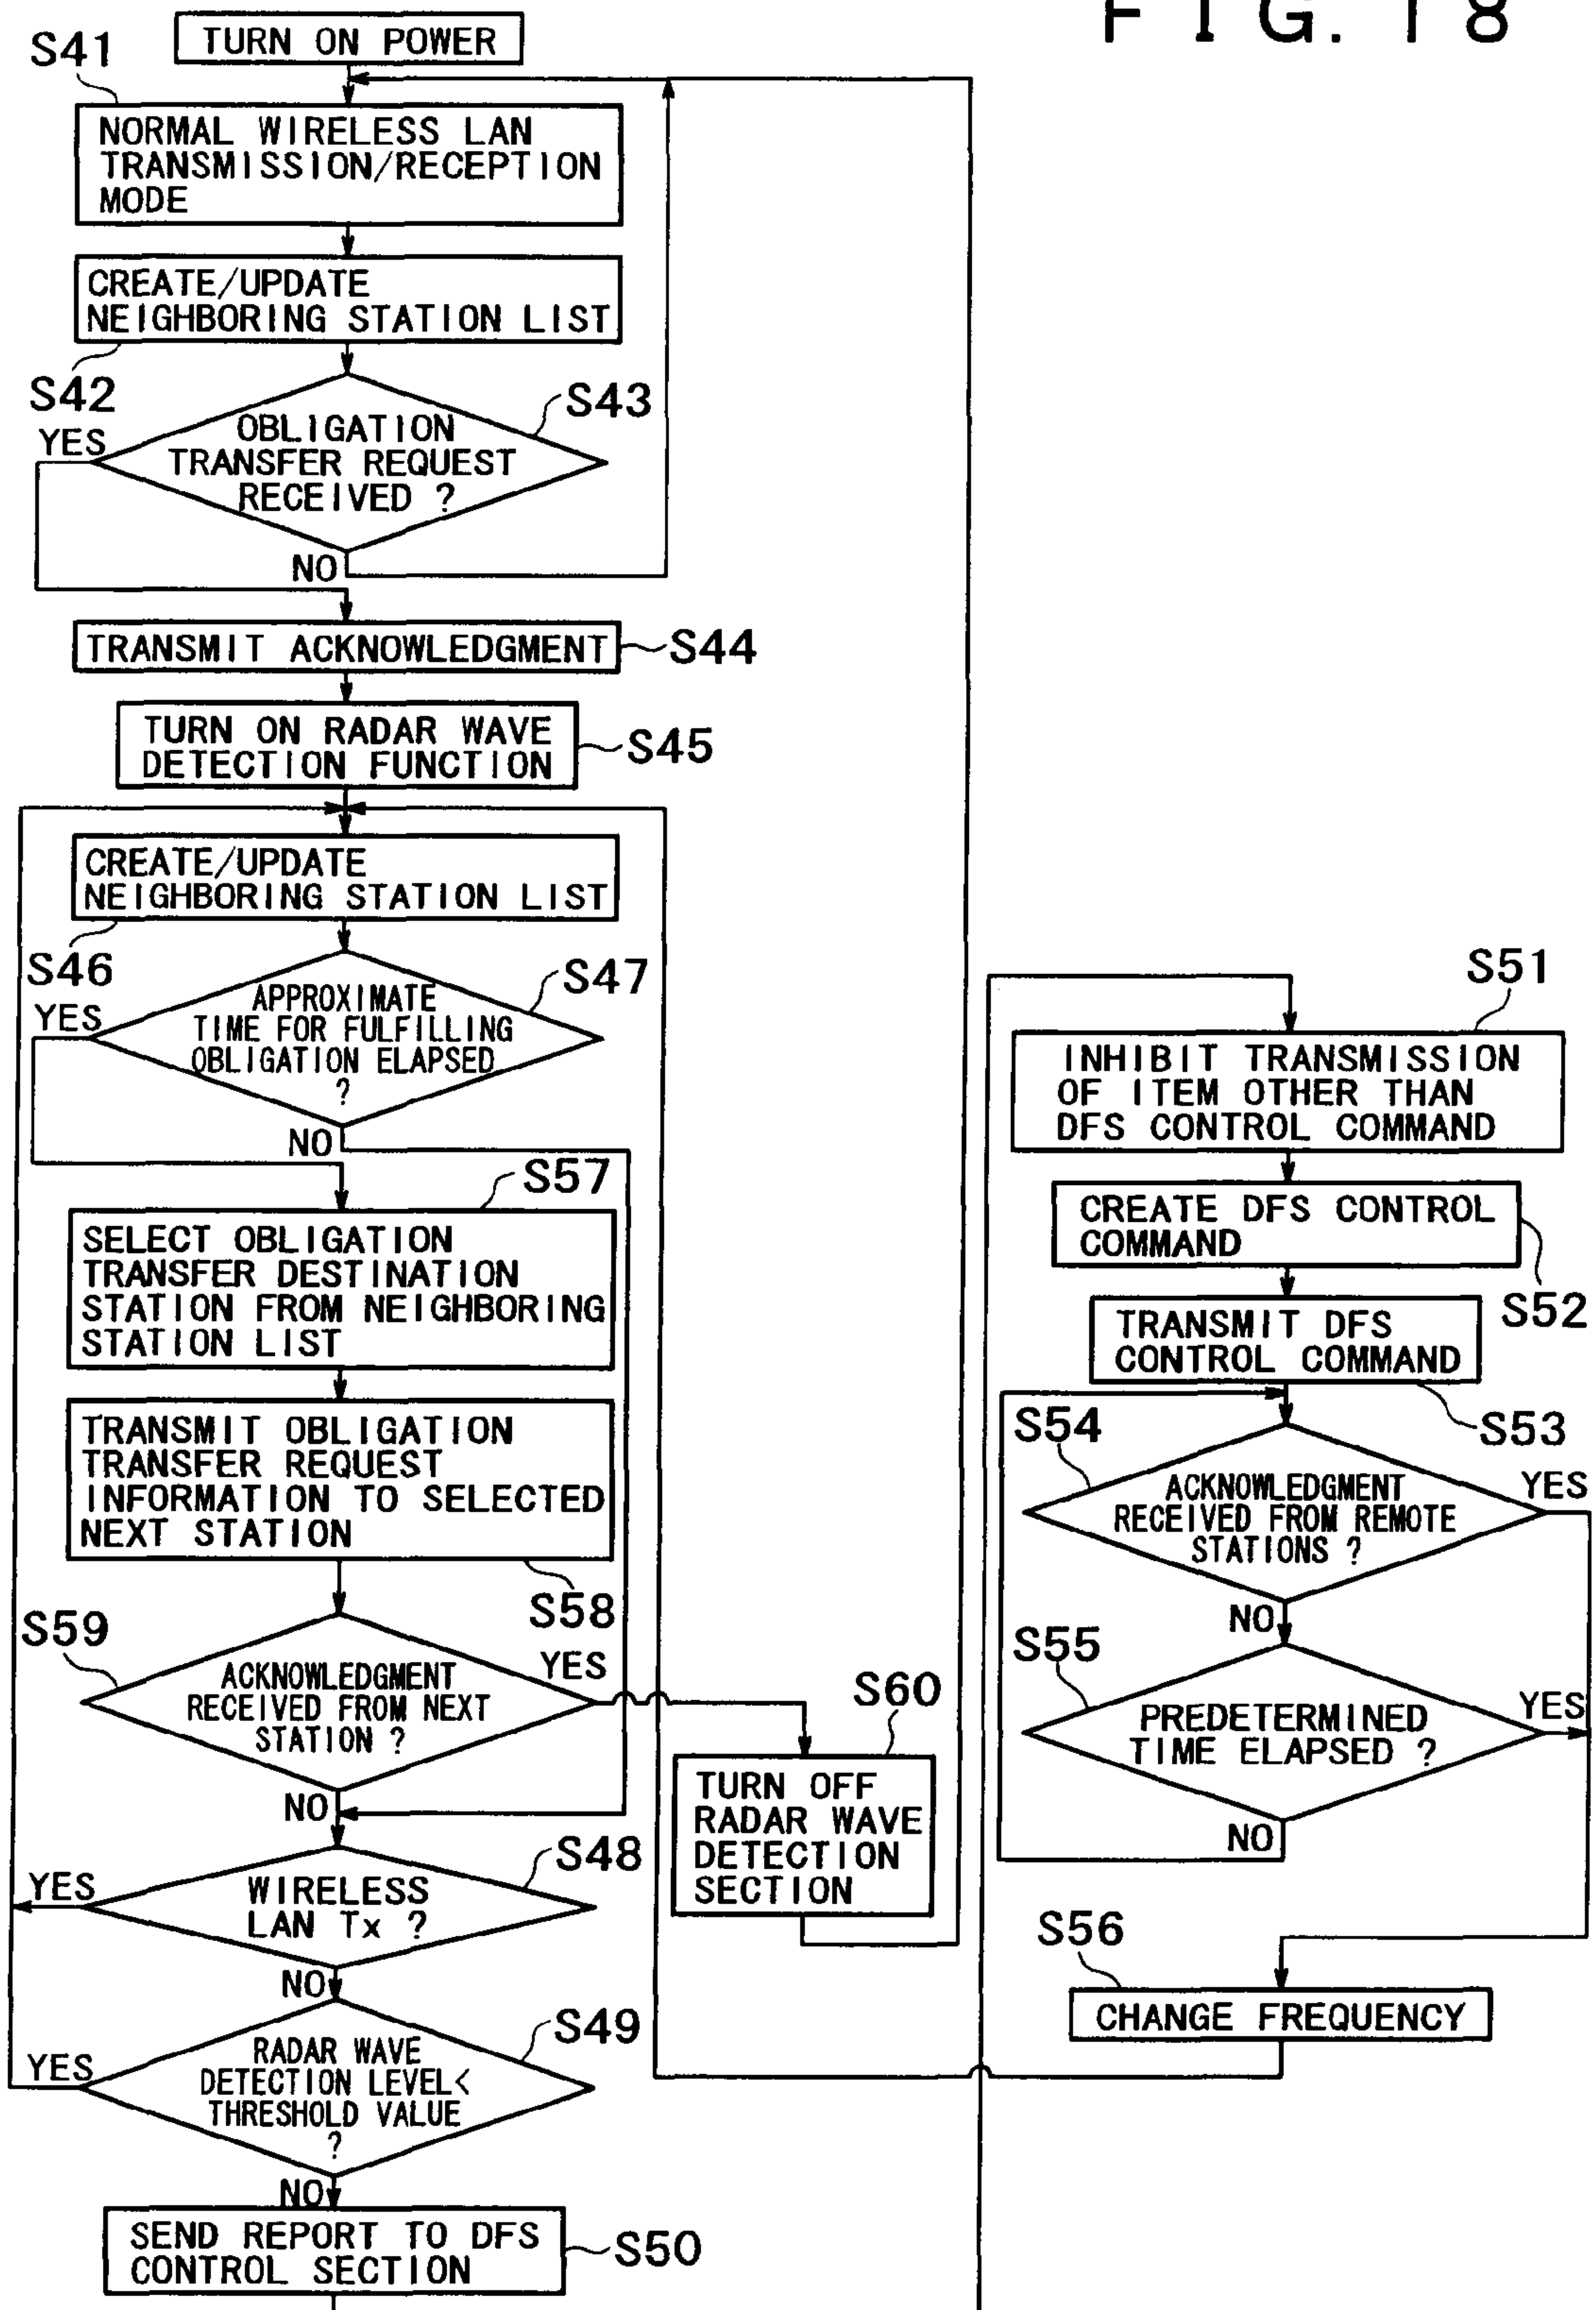 FIG. 18
TURN ON POWER
S41
NORMAL WIRELESS LAN
TRANSMISSION/RECEPTION
MODE
CREATE/UPDATE
NEIGHBORING STATION LIST
S42
S43
OBLIGATION
TRANSFER REQUEST
RECEIVED ?
YES
NO
TRANSMIT ACKNOWLEDGMENT
S44
TURN ON RADAR WAVE
DETECTION FUNCTION
S45
CREATE/UPDATE
NEIGHBORING STATION LIST
S46
S47
APPROXIMATE
TIME FOR FULFILLING
OBLIGATION ELAPSED
?
YES
NO
S57
SELECT OBLIGATION
TRANSFER DESTINATION
STATION FROM NEIGHBORING
STATION LIST
TRANSMIT OBLIGATION
TRANSFER REQUEST
INFORMATION TO SELECTED
NEXT STATION
S58
S59
ACKNOWLEDGMENT
RECEIVED FROM NEXT
STATION ?
YES
NO
S60
TURN OFF
RADAR WAVE
DETECTION
SECTION
S48
WIRELESS
LAN Tx ?
YES
NO
S49
RADAR WAVE
DETECTION LEVEL<
THRESHOLD VALUE
?
YES
NO
SEND REPORT TO DFS
CONTROL SECTION
S50
S51
INHIBIT TRANSMISSION
OF ITEM OTHER THAN
DFS CONTROL COMMAND
CREATE DFS CONTROL
COMMAND
S52
TRANSMIT DFS
CONTROL COMMAND
S53
S54
ACKNOWLEDGMENT
RECEIVED FROM REMOTE
STATIONS ?
YES
NO
S55
PREDETERMINED
TIME ELAPSED ?
YES
NO
S56
CHANGE FREQUENCY